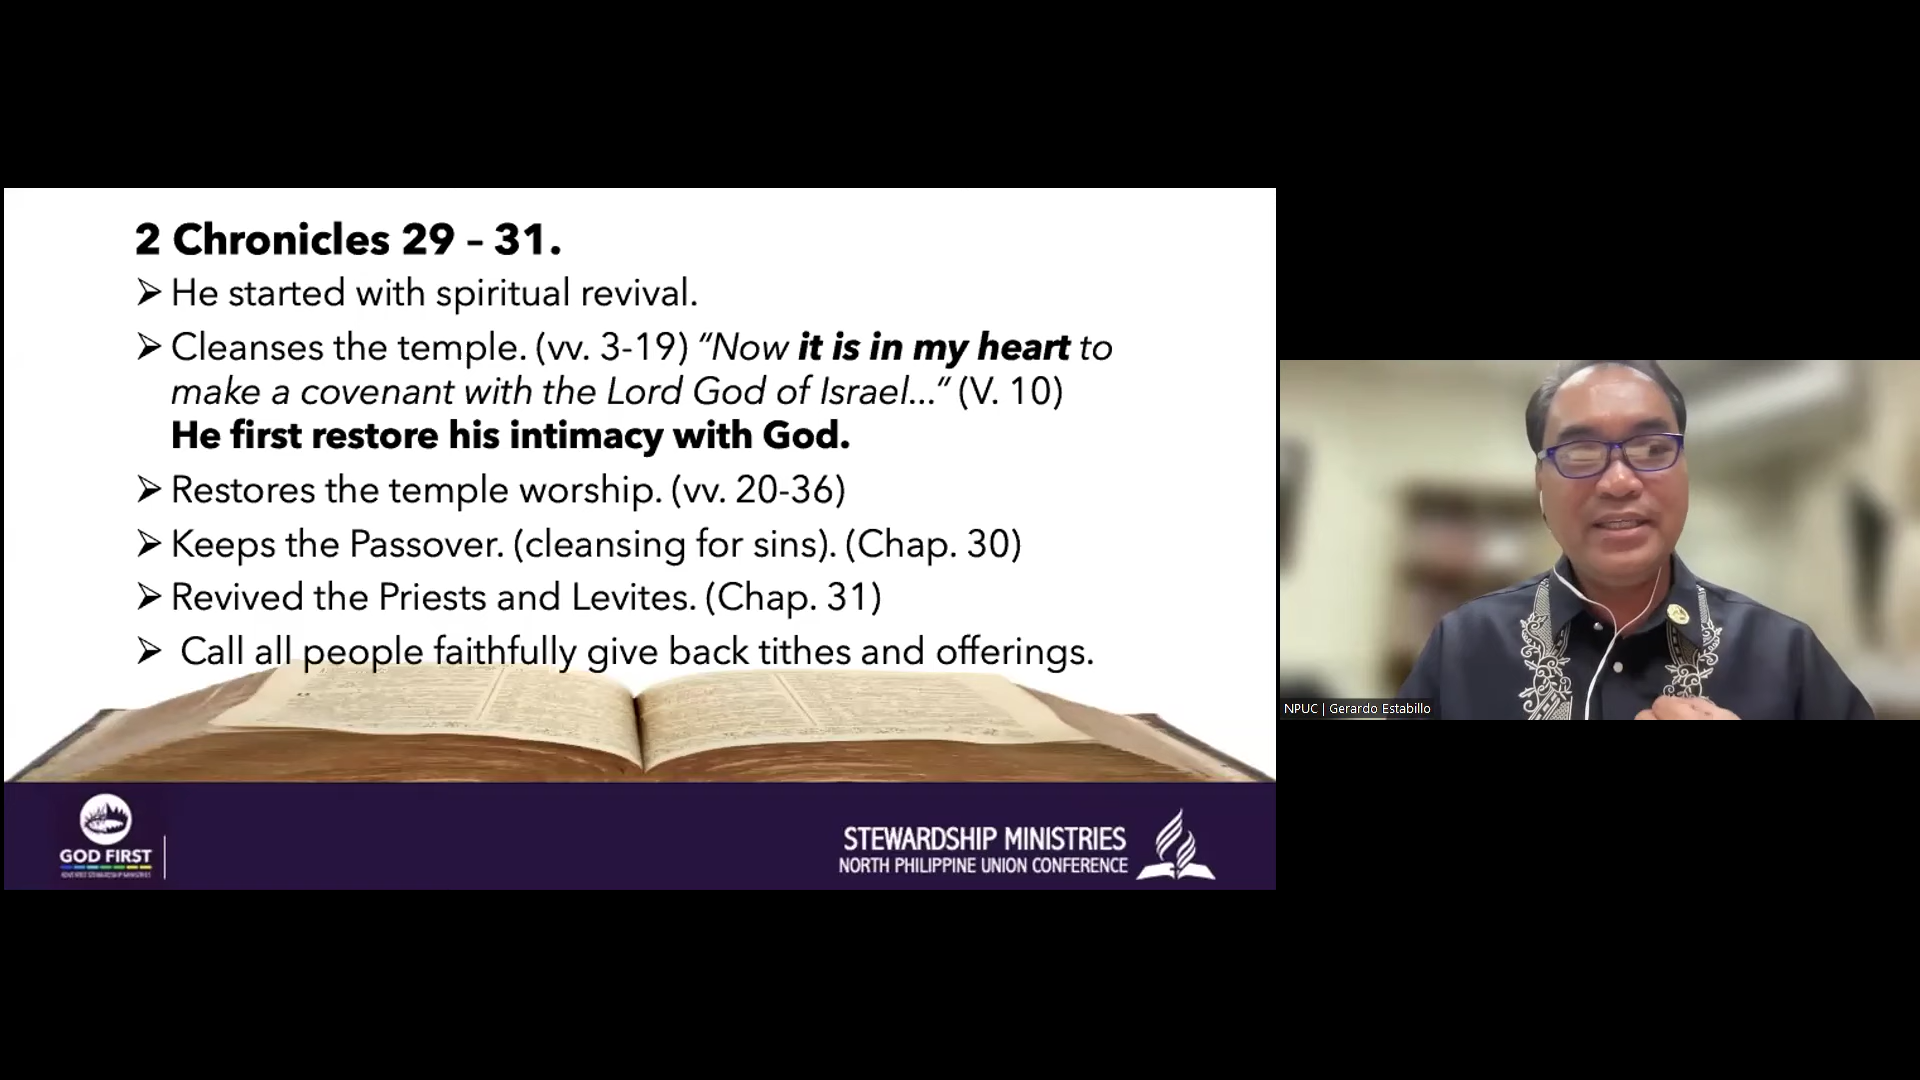 2 Chronicles 29 – 31.
➢ He started with spiritual revival.
➢ Cleanses the temple. (vv. 3-19) “Now it is in my heart to
make a covenant with the Lord God of Israel...” (V. 10)
He first restore his intimacy with God.
➢ Restores the temple worship. (vv. 20-36)
➢ Keeps the Passover. (cleansing for sins). (Chap. 30)
➢ Revived the Priests and Levites. (Chap. 31)
➢ Call all people faithfully give back tithes and offerings.
GOD FIRST
ADVENTIST STEWARDSHIP MINISTRIES
STEWARDSHIP MINISTRIES
NORTH PHILIPPINE UNION CONFERENCE
NPUC | Gerardo Estabillo